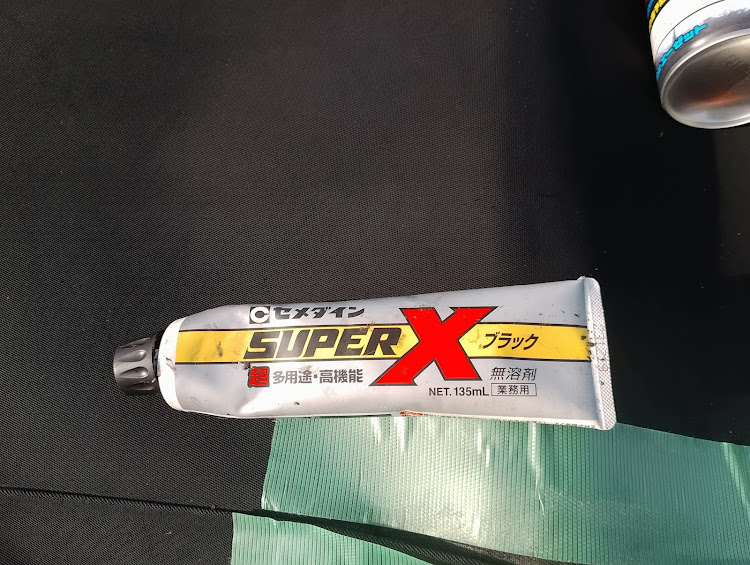 C セメダイン
SUPER X ブラック
超 多用途・高機能
無溶剤
NET. 135mL 業務用